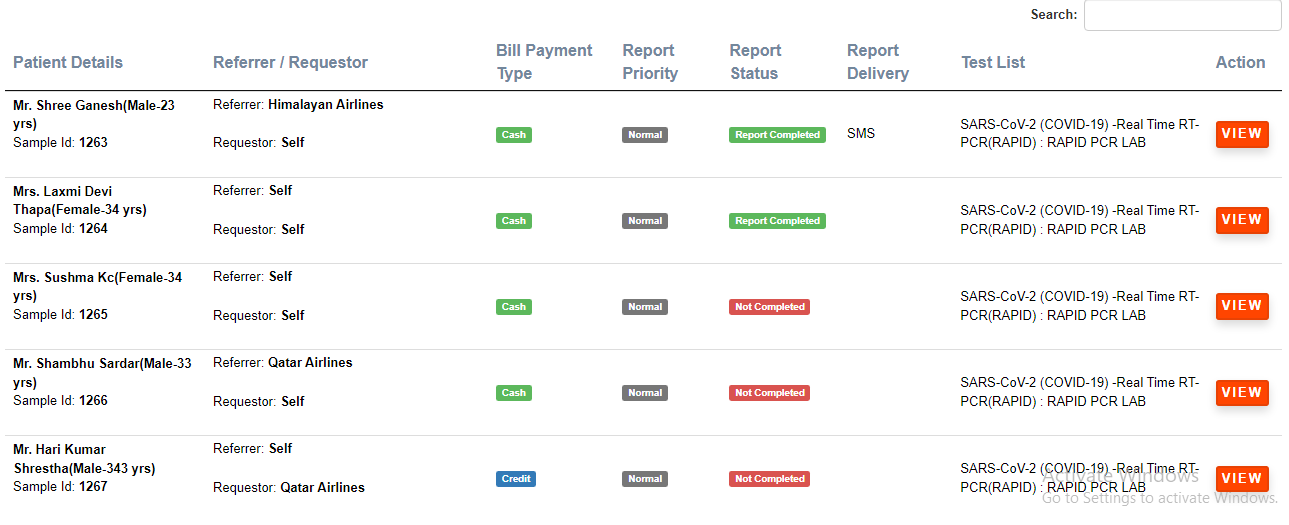 Search:
Patient Details Referrer / Requestor Bill Payment Type Report Priority Report Status Report Delivery Test List Action
Mr. Shree Ganesh(Male-23
yrs)
Sample Id: 1263
Referrer: Himalayan Airlines
Requestor: Self
Cash
Normal
Report Completed
SMS
SARS-CoV-2 (COVID-19) -Real Time RT-
PCR(RAPID) : RAPID PCR LAB
VIEW
Mrs. Laxmi Devi
Thapa(Female-34 yrs)
Sample Id: 1264
Referrer: Self
Requestor: Self
Cash
Normal
Report Completed
SARS-CoV-2 (COVID-19) -Real Time RT-
PCR(RAPID) : RAPID PCR LAB
VIEW
Mrs. Sushma Kc(Female-34
yrs)
Sample Id: 1265
Referrer: Self
Requestor: Self
Cash
Normal
Not Completed
SARS-CoV-2 (COVID-19) -Real Time RT-
PCR(RAPID) : RAPID PCR LAB
VIEW
Mr. Shambhu Sardar(Male-33
yrs)
Sample Id: 1266
Referrer: Qatar Airlines
Requestor: Self
Cash
Normal
Not Completed
SARS-CoV-2 (COVID-19) -Real Time RT-
PCR(RAPID) : RAPID PCR LAB
VIEW
Mr. Hari Kumar
Shrestha(Male-343 yrs)
Sample Id: 1267
Referrer: Self
Requestor: Qatar Airlines
Credit
Normal
Not Completed
SARS-CoV-2 (COVID-19) -Real Time RT-
PCR(RAPID) : RAPID PCR LAB
VIEW
Activate Windows
Go to Settings to activate Windows.